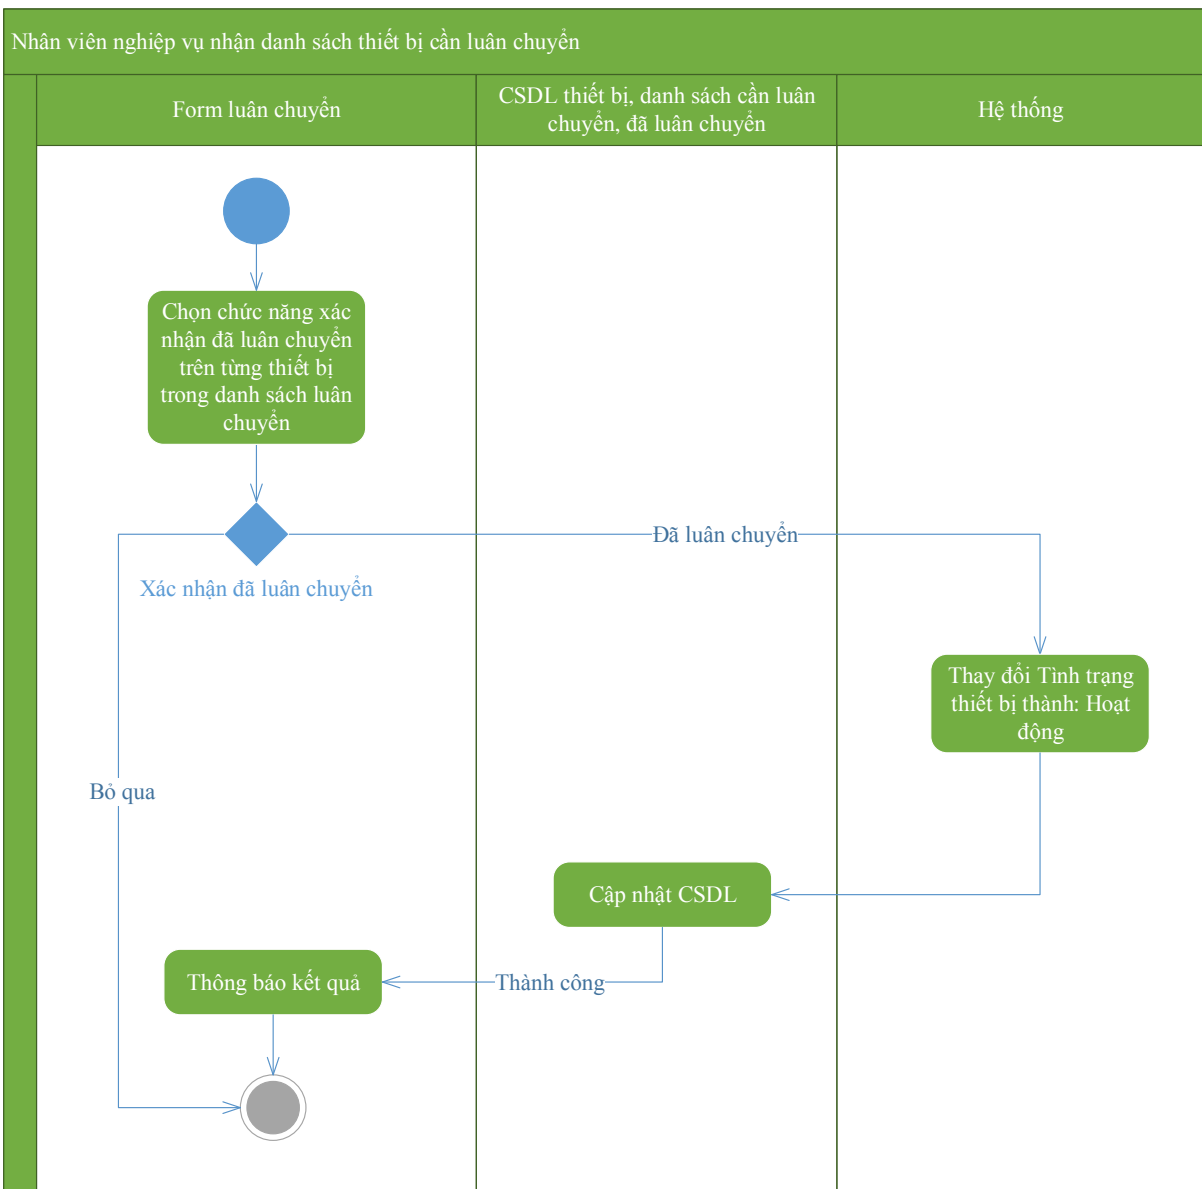 Nhân viên nghiệp vụ nhận danh sách thiết bị cần luân chuyển
Form luân chuyển
CSDL thiết bị, danh sách cần luân
chuyển, đã luân chuyển
Hệ thống
Chọn chức năng xác
nhận đã luân chuyển
trên từng thiết bị
trong danh sách luân
chuyển
Đã luân chuyển
Xác nhận đã luân chuyển
Thay đổi Tình trạng
thiết bị thành: Hoạt
động
Bỏ qua
Cập nhật CSDL
Thông báo kết quả
Thành công